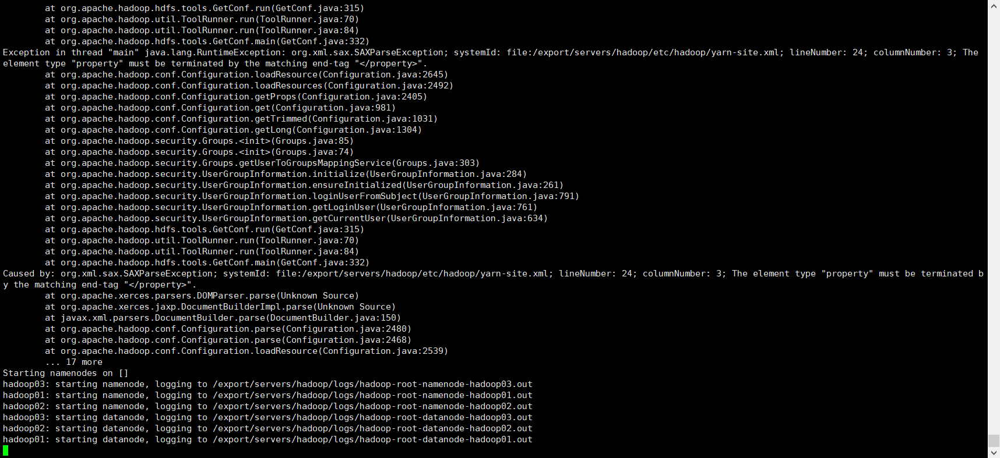 at org.apache.hadoop.hdfs.tools.GetConf.run(GetConf.java:315)
        at org.apache.hadoop.util.ToolRunner.run(ToolRunner.java:70)
        at org.apache.hadoop.util.ToolRunner.run(ToolRunner.java:84)
        at org.apache.hadoop.hdfs.tools.GetConf.main(GetConf.java:332)
Exception in thread "main" java.lang.RuntimeException: org.xml.sax.SAXParseException; systemId: file:/export/servers/hadoop/etc/hadoop/yarn-site.xml; lineNumber: 24; columnNumber: 3; The
element type "property" must be terminated by the matching end-tag "</property>".
        at org.apache.hadoop.conf.Configuration.loadResource(Configuration.java:2645)
        at org.apache.hadoop.conf.Configuration.loadResources(Configuration.java:2492)
        at org.apache.hadoop.conf.Configuration.getProps(Configuration.java:2405)
        at org.apache.hadoop.conf.Configuration.get(Configuration.java:981)
        at org.apache.hadoop.conf.Configuration.getTrimmed(Configuration.java:1031)
        at org.apache.hadoop.conf.Configuration.getLong(Configuration.java:1304)
        at org.apache.hadoop.security.Groups.<init>(Groups.java:85)
        at org.apache.hadoop.security.Groups.<init>(Groups.java:74)
        at org.apache.hadoop.security.Groups.getUserToGroupsMappingService(Groups.java:303)
        at org.apache.hadoop.security.UserGroupInformation.initialize(UserGroupInformation.java:284)
        at org.apache.hadoop.security.UserGroupInformation.ensureInitialized(UserGroupInformation.java:261)
        at org.apache.hadoop.security.UserGroupInformation.loginUserFromSubject(UserGroupInformation.java:791)
        at org.apache.hadoop.security.UserGroupInformation.getLoginUser(UserGroupInformation.java:761)
        at org.apache.hadoop.security.UserGroupInformation.getCurrentUser(UserGroupInformation.java:634)
        at org.apache.hadoop.hdfs.tools.GetConf.run(GetConf.java:315)
        at org.apache.hadoop.util.ToolRunner.run(ToolRunner.java:70)
        at org.apache.hadoop.util.ToolRunner.run(ToolRunner.java:84)
        at org.apache.hadoop.hdfs.tools.GetConf.main(GetConf.java:332)
Caused by: org.xml.sax.SAXParseException; systemId: file:/export/servers/hadoop/etc/hadoop/yarn-site.xml; lineNumber: 24; columnNumber: 3; The element type "property" must be terminated b
y the matching end-tag "</property>".
        at org.apache.xerces.parsers.DOMParser.parse(Unknown Source)
        at org.apache.xerces.jaxp.DocumentBuilderImpl.parse(Unknown Source)
        at javax.xml.parsers.DocumentBuilder.parse(DocumentBuilder.java:150)
        at org.apache.hadoop.conf.Configuration.parse(Configuration.java:2480)
        at org.apache.hadoop.conf.Configuration.parse(Configuration.java:2468)
        at org.apache.hadoop.conf.Configuration.loadResource(Configuration.java:2539)
        ... 17 more
Starting namenodes on []
hadoop03: starting namenode, logging to /export/servers/hadoop/logs/hadoop-root-namenode-hadoop03.out
hadoop01: starting namenode, logging to /export/servers/hadoop/logs/hadoop-root-namenode-hadoop01.out
hadoop02: starting namenode, logging to /export/servers/hadoop/logs/hadoop-root-namenode-hadoop02.out
hadoop03: starting datanode, logging to /export/servers/hadoop/logs/hadoop-root-datanode-hadoop03.out
hadoop02: starting datanode, logging to /export/servers/hadoop/logs/hadoop-root-datanode-hadoop02.out
hadoop01: starting datanode, logging to /export/servers/hadoop/logs/hadoop-root-datanode-hadoop01.out